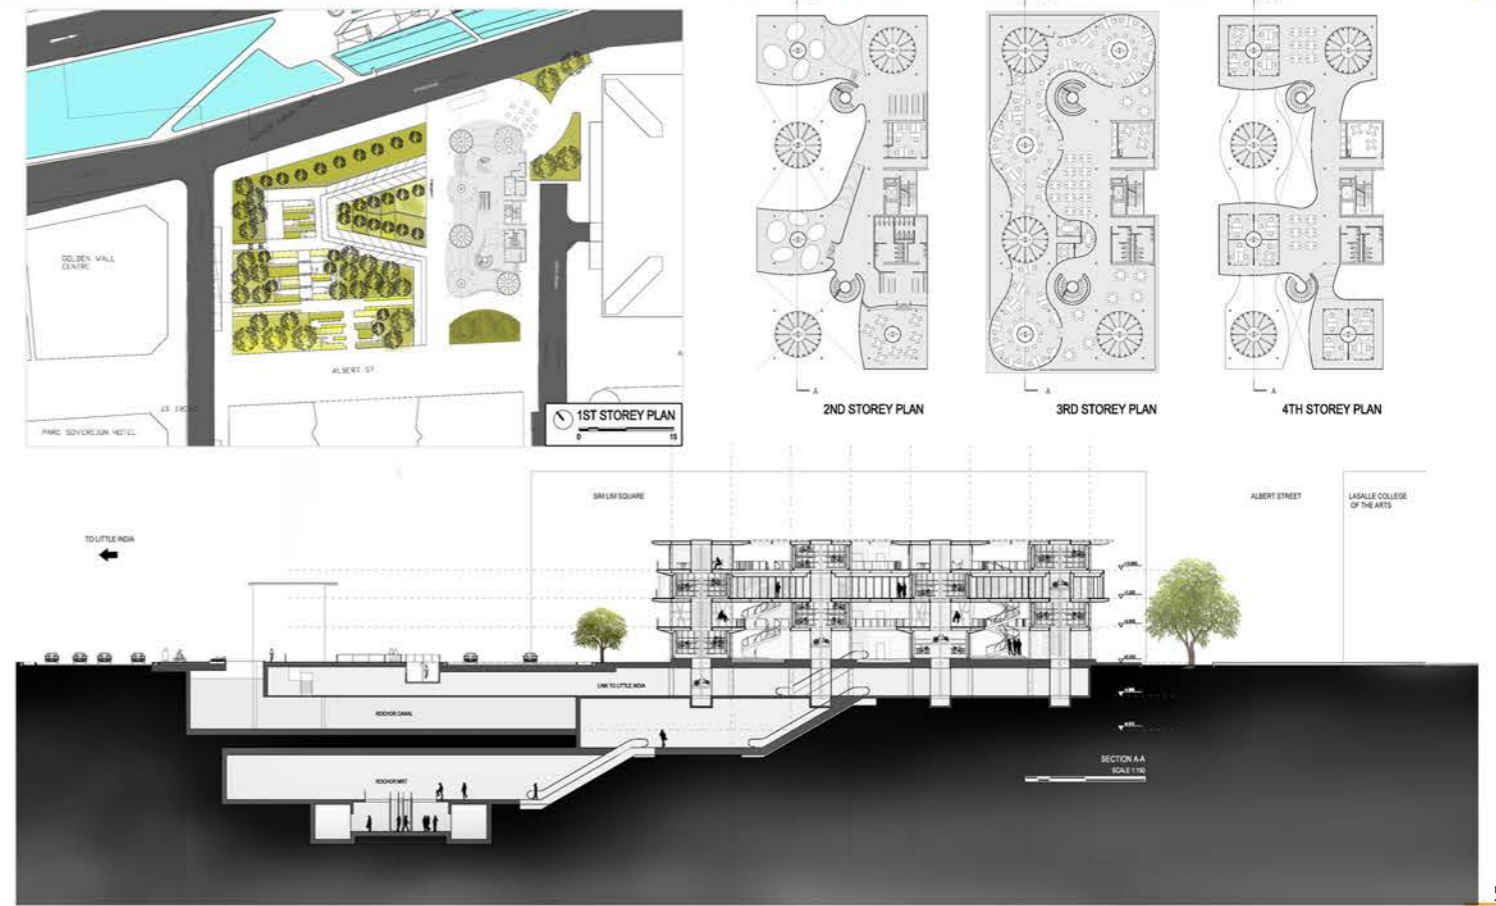 GOLDEN WALL
CENTRE
ALBERT ST
PARC SOVEREIGN HOTEL
1ST STOREY PLAN
0 15
2ND STOREY PLAN
A
3RD STOREY PLAN
A
4TH STOREY PLAN
A
TO LITTLE INDIA
SIM LIM SQUARE
ALBERT STREET
LASALLE COLLEGE
OF THE ARTS
LINK TO LITTLE INDIA
ROCHOR CANAL
ROCHOR MRT
SECTION A-A
SCALE 1:150